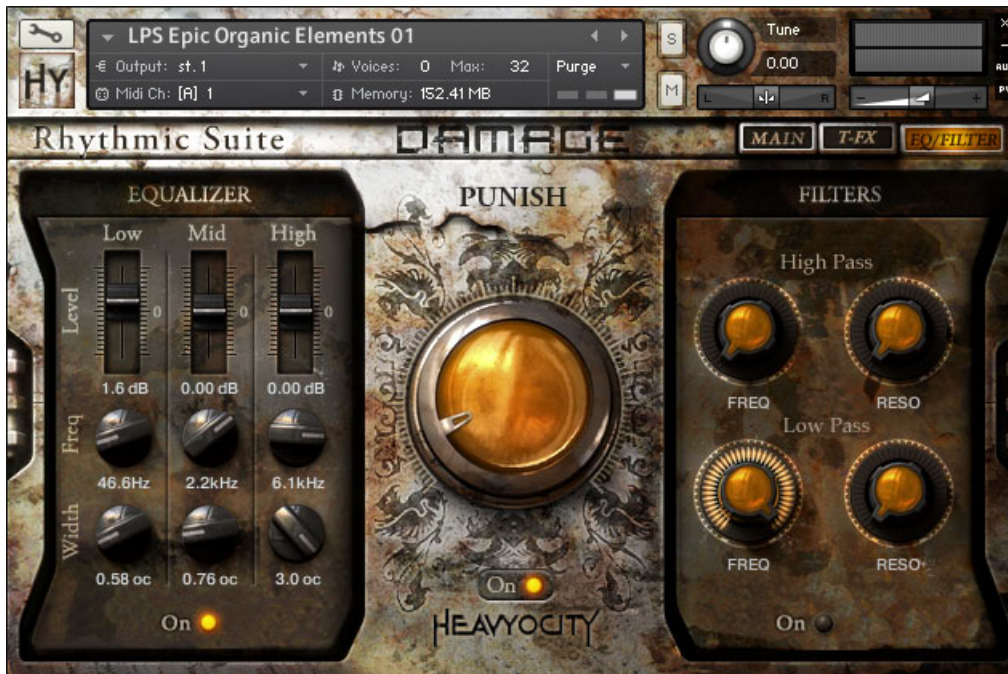 LPS Epic Organic Elements 01
S
Tune
Output: st.1
Voices: 0 Max: 32
Purge
0.00
HY
Midi Ch: [A] 1
Memory: 152.41 MB
M
L
R
-
+
Rhythmic Suite
DAMAGE
MAIN
T-FX
EQ/FILTER
EQUALIZER
PUNISH
FILTERS
Low Mid High
High Pass
Level
0 0 0
1.6 dB 0.00 dB 0.00 dB
FREQ RESO
Low Pass
Freq
46.6Hz 2.2kHz 6.1kHz
Width
FREQ RESO
0.58 oc 0.76 oc 3.0 oc
On
On
On
HEAVYOCITY